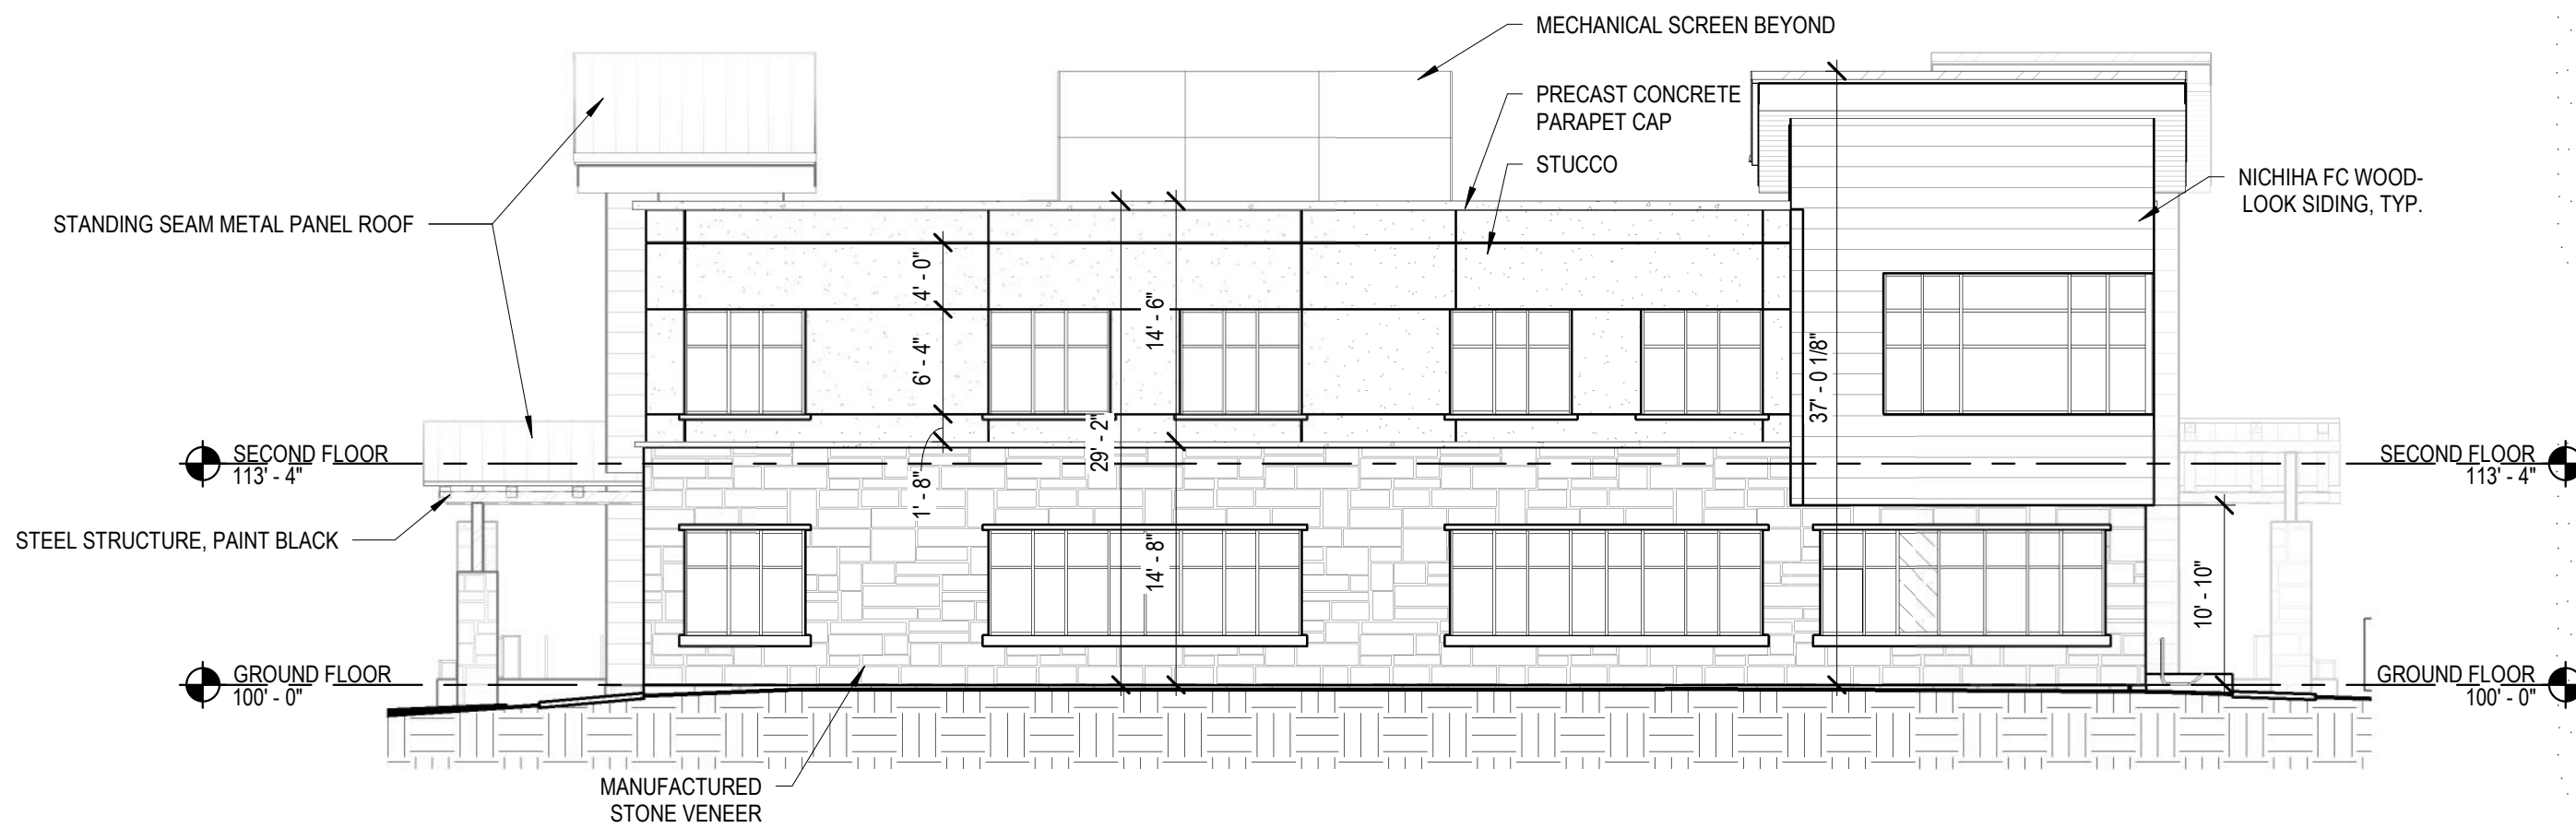 MECHANICAL SCREEN BEYOND
PRECAST CONCRETE
PARAPET CAP
STUCCO
NICHIHA FC WOOD-
LOOK SIDING, TYP.
STANDING SEAM METAL PANEL ROOF
4' - 0"
14' - 6"
6' - 4"
37' - 0 1/8"
29' - 2"
SECOND FLOOR
113' - 4"
SECOND FLOOR
113' - 4"
1' - 8"
STEEL STRUCTURE, PAINT BLACK
14' - 8"
10' - 10"
GROUND FLOOR
100' - 0"
GROUND FLOOR
100' - 0"
MANUFACTURED
STONE VENEER